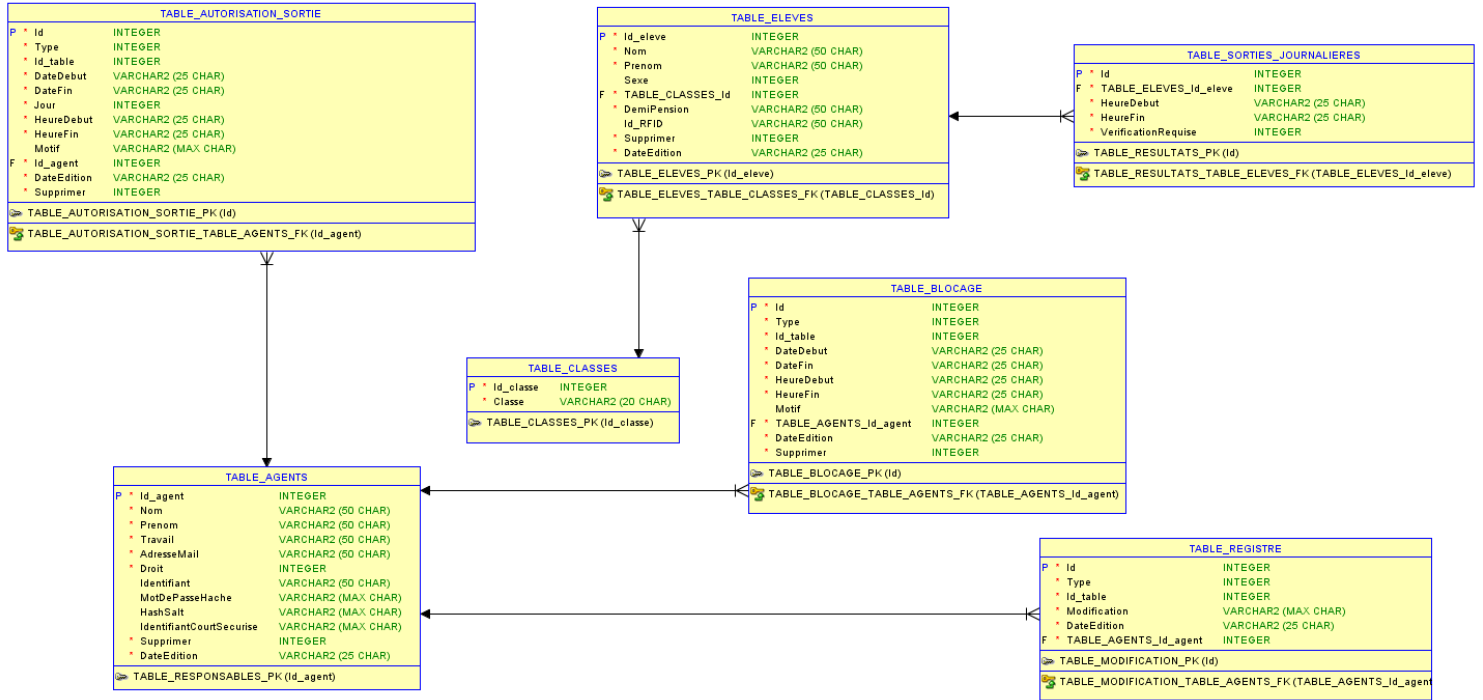 TABLE_AUTORISATION_SORTIE
P * Id INTEGER
* Type INTEGER
* Id_table INTEGER
* DateDebut VARCHAR2 (25 CHAR)
* DateFin VARCHAR2 (25 CHAR)
* Jour INTEGER
* HeureDebut VARCHAR2 (25 CHAR)
* HeureFin VARCHAR2 (25 CHAR)
Motif VARCHAR2 (MAX CHAR)
F * Id_agent INTEGER
* DateEdition VARCHAR2 (25 CHAR)
* Supprimer INTEGER
TABLE_AUTORISATION_SORTIE_PK (Id)
TABLE_AUTORISATION_SORTIE_TABLE_AGENTS_FK (Id_agent)
TABLE_ELEVES
P * Id_eleve INTEGER
* Nom VARCHAR2 (50 CHAR)
* Prenom VARCHAR2 (50 CHAR)
Sexe INTEGER
F * TABLE_CLASSES_Id INTEGER
* DemiPension VARCHAR2 (50 CHAR)
Id_RFID VARCHAR2 (50 CHAR)
* Supprimer INTEGER
* DateEdition VARCHAR2 (25 CHAR)
TABLE_ELEVES_PK (Id_eleve)
TABLE_ELEVES_TABLE_CLASSES_FK (TABLE_CLASSES_Id)
TABLE_SORTIES_JOURNALIERES
P * Id INTEGER
F * TABLE_ELEVES_Id_eleve INTEGER
* HeureDebut VARCHAR2 (25 CHAR)
* HeureFin VARCHAR2 (25 CHAR)
* VerificationRequise INTEGER
TABLE_RESULTATS_PK (Id)
TABLE_RESULTATS_TABLE_ELEVES_FK (TABLE_ELEVES_Id_eleve)
TABLE_CLASSES
P * Id_classe INTEGER
* Classe VARCHAR2 (20 CHAR)
TABLE_CLASSES_PK (Id_classe)
TABLE_BLOCAGE
P * Id INTEGER
* Type INTEGER
* Id_table INTEGER
* DateDebut VARCHAR2 (25 CHAR)
* DateFin VARCHAR2 (25 CHAR)
* HeureDebut VARCHAR2 (25 CHAR)
* HeureFin VARCHAR2 (25 CHAR)
Motif VARCHAR2 (MAX CHAR)
F * TABLE_AGENTS_Id_agent INTEGER
* DateEdition VARCHAR2 (25 CHAR)
* Supprimer INTEGER
TABLE_BLOCAGE_PK (Id)
TABLE_BLOCAGE_TABLE_AGENTS_FK (TABLE_AGENTS_Id_agent)
TABLE_AGENTS
P * Id_agent INTEGER
* Nom VARCHAR2 (50 CHAR)
* Prenom VARCHAR2 (50 CHAR)
* Travail VARCHAR2 (50 CHAR)
* AdresseMail VARCHAR2 (50 CHAR)
* Droit INTEGER
Identifiant VARCHAR2 (50 CHAR)
MotDePasseHache VARCHAR2 (MAX CHAR)
HashSalt VARCHAR2 (MAX CHAR)
IdentifiantCourtSecurise VARCHAR2 (MAX CHAR)
* Supprimer INTEGER
* DateEdition VARCHAR2 (25 CHAR)
TABLE_RESPONSABLES_PK (Id_agent)
TABLE_REGISTRE
P * Id INTEGER
* Type INTEGER
* Id_table INTEGER
* Modification VARCHAR2 (MAX CHAR)
* DateEdition VARCHAR2 (25 CHAR)
F * TABLE_AGENTS_Id_agent INTEGER
TABLE_MODIFICATION_PK (Id)
TABLE_MODIFICATION_TABLE_AGENTS_FK (TABLE_AGENTS_Id_agent